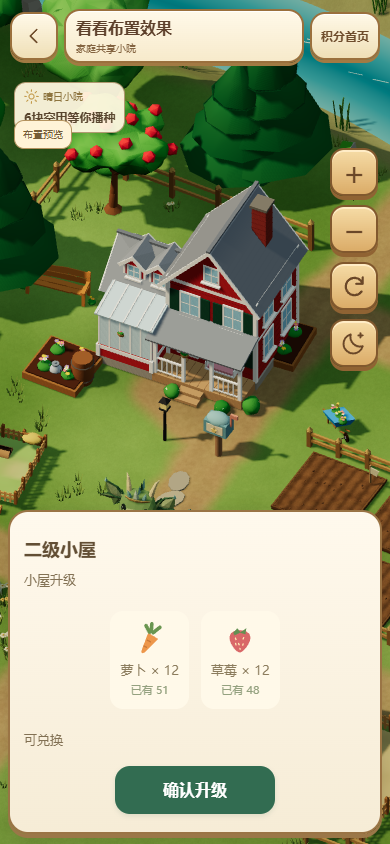 看看布置效果
家庭共享小院
积分首页
晴日小院
6块空田等你播种
布置预览
二级小屋
小屋升级
萝卜 × 12
已有 51
草莓 × 12
已有 48
可兑换
确认升级